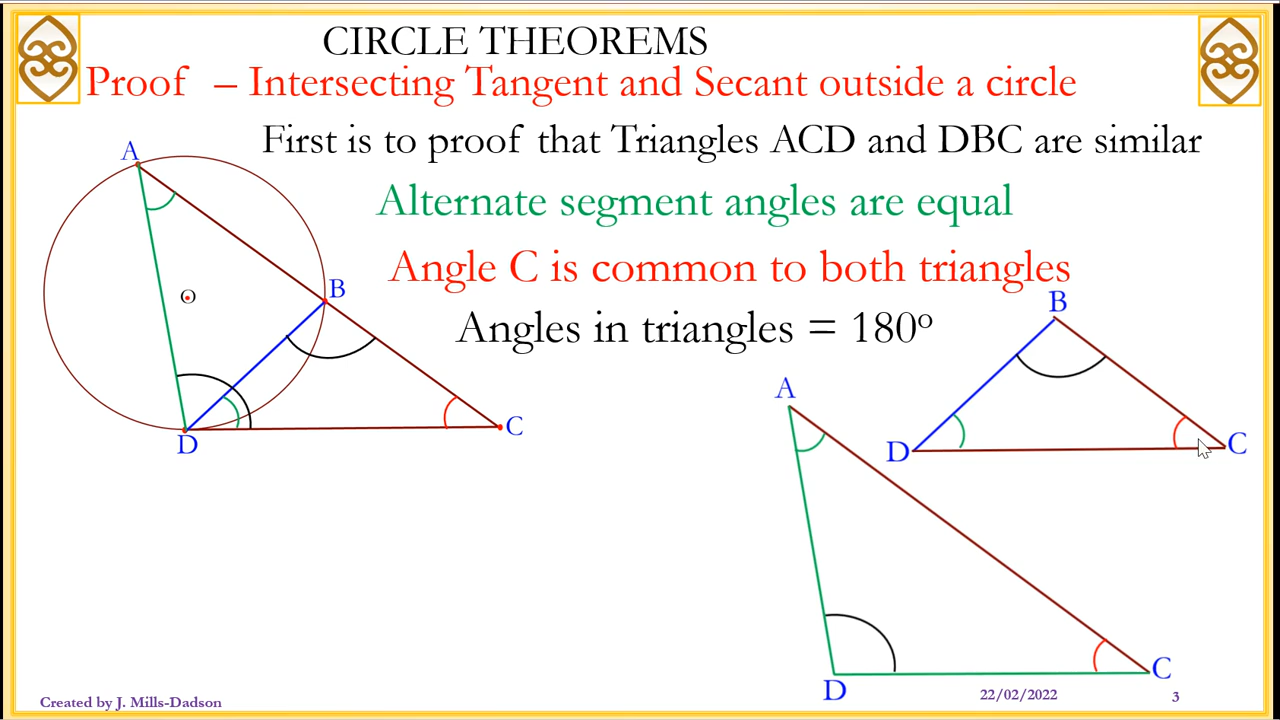 CIRCLE THEOREMS
Proof – Intersecting Tangent and Secant outside a circle
First is to proof that Triangles ACD and DBC are similar
Alternate segment angles are equal
Angle C is common to both triangles
Angles in triangles = 180º
A
B
O
D
C
B
D
C
A
D
C
Created by J. Mills-Dadson
22/02/2022
3